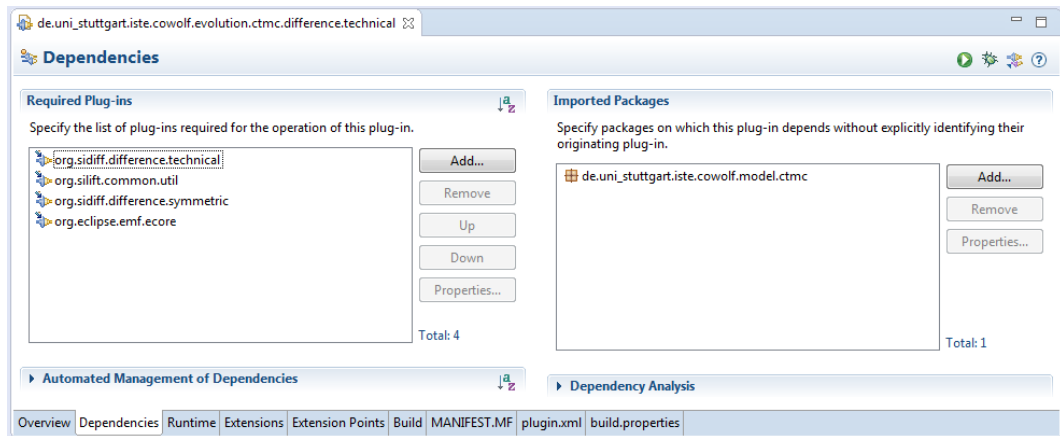 de.uni_stuttgart.iste.cowolf.evolution.ctmc.difference.technical
Dependencies
Required Plug-ins
Specify the list of plug-ins required for the operation of this plug-in.
org.sidiff.difference.technical
org.silift.common.util
org.sidiff.difference.symmetric
org.eclipse.emf.ecore
Add...
Remove
Up
Down
Properties...
Total: 4
Automated Management of Dependencies
Imported Packages
Specify packages on which this plug-in depends without explicitly identifying their
originating plug-in.
de.uni_stuttgart.iste.cowolf.model.ctmc
Add...
Remove
Properties...
Total: 1
Dependency Analysis
Overview Dependencies Runtime Extensions Extension Points Build MANIFEST.MF plugin.xml build.properties